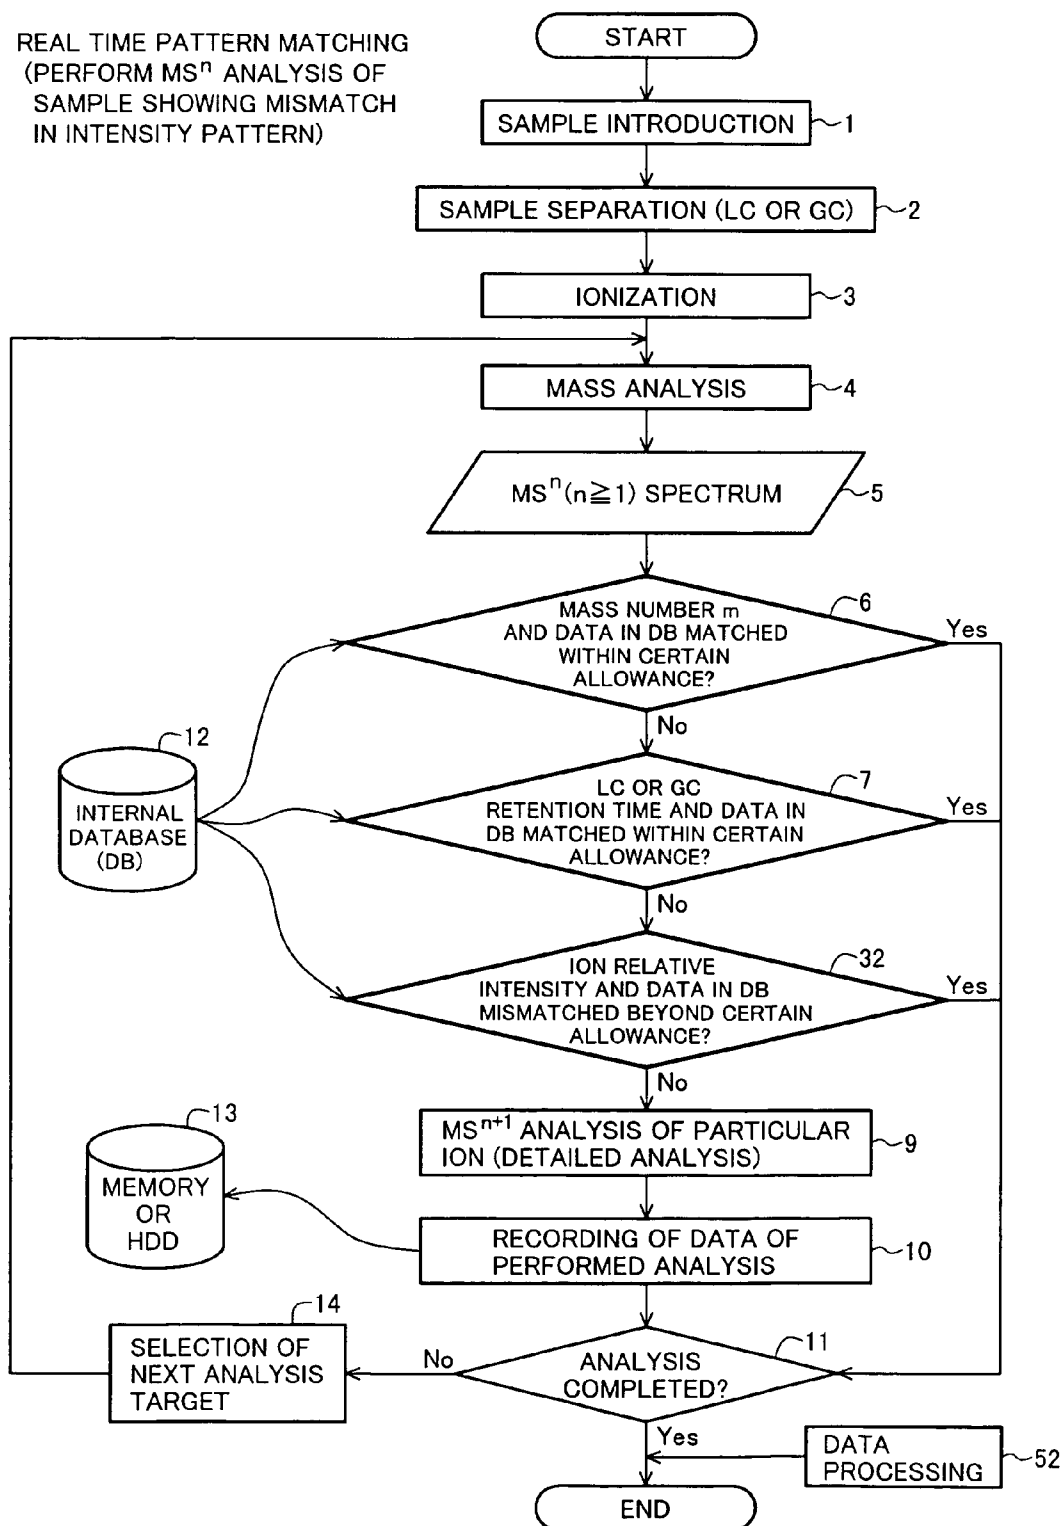 REAL TIME PATTERN MATCHING
(PERFORM MSⁿ ANALYSIS OF
SAMPLE SHOWING MISMATCH
IN INTENSITY PATTERN)
START
SAMPLE INTRODUCTION
1
SAMPLE SEPARATION (LC OR GC)
2
IONIZATION
3
MASS ANALYSIS
4
MSⁿ(n≧1) SPECTRUM
5
MASS NUMBER m
AND DATA IN DB MATCHED
WITHIN CERTAIN
ALLOWANCE?
6
Yes
No
12
INTERNAL
DATABASE
(DB)
LC OR GC
RETENTION TIME AND DATA IN
DB MATCHED WITHIN CERTAIN
ALLOWANCE?
7
Yes
No
ION RELATIVE
INTENSITY AND DATA IN DB
MISMATCHED BEYOND CERTAIN
ALLOWANCE?
32
Yes
No
MSⁿ⁺¹ ANALYSIS OF PARTICULAR
ION (DETAILED ANALYSIS)
9
13
MEMORY
OR
HDD
RECORDING OF DATA OF
PERFORMED ANALYSIS
10
14
SELECTION OF
NEXT ANALYSIS
TARGET
No
ANALYSIS
COMPLETED?
11
Yes
DATA
PROCESSING
52
END